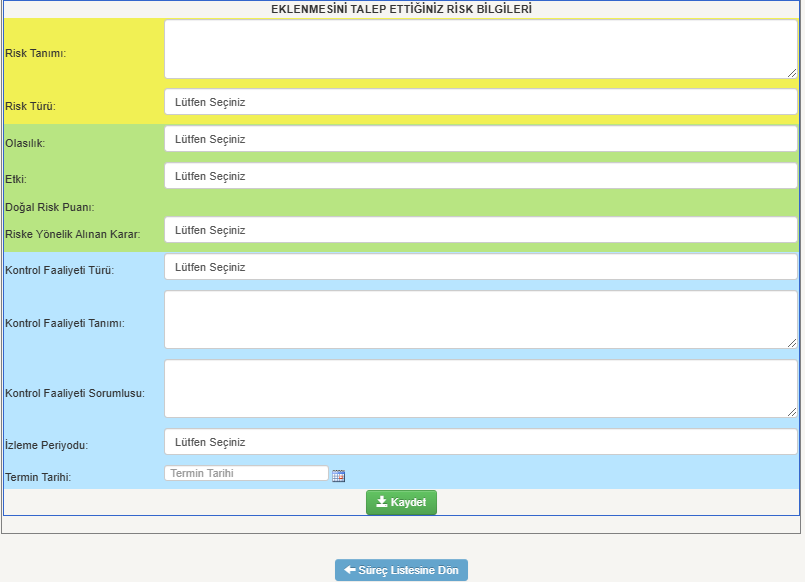 EKLENMESİNİ TALEP ETTİĞİNİZ RİSK BİLGİLERİ
Risk Tanımı:
Risk Türü: Lütfen Seçiniz
Olasılık: Lütfen Seçiniz
Etki: Lütfen Seçiniz
Doğal Risk Puanı:
Riske Yönelik Alınan Karar: Lütfen Seçiniz
Kontrol Faaliyeti Türü: Lütfen Seçiniz
Kontrol Faaliyeti Tanımı:
Kontrol Faaliyeti Sorumlusu:
İzleme Periyodu: Lütfen Seçiniz
Termin Tarihi: Termin Tarihi
Kaydet
Süreç Listesine Dön